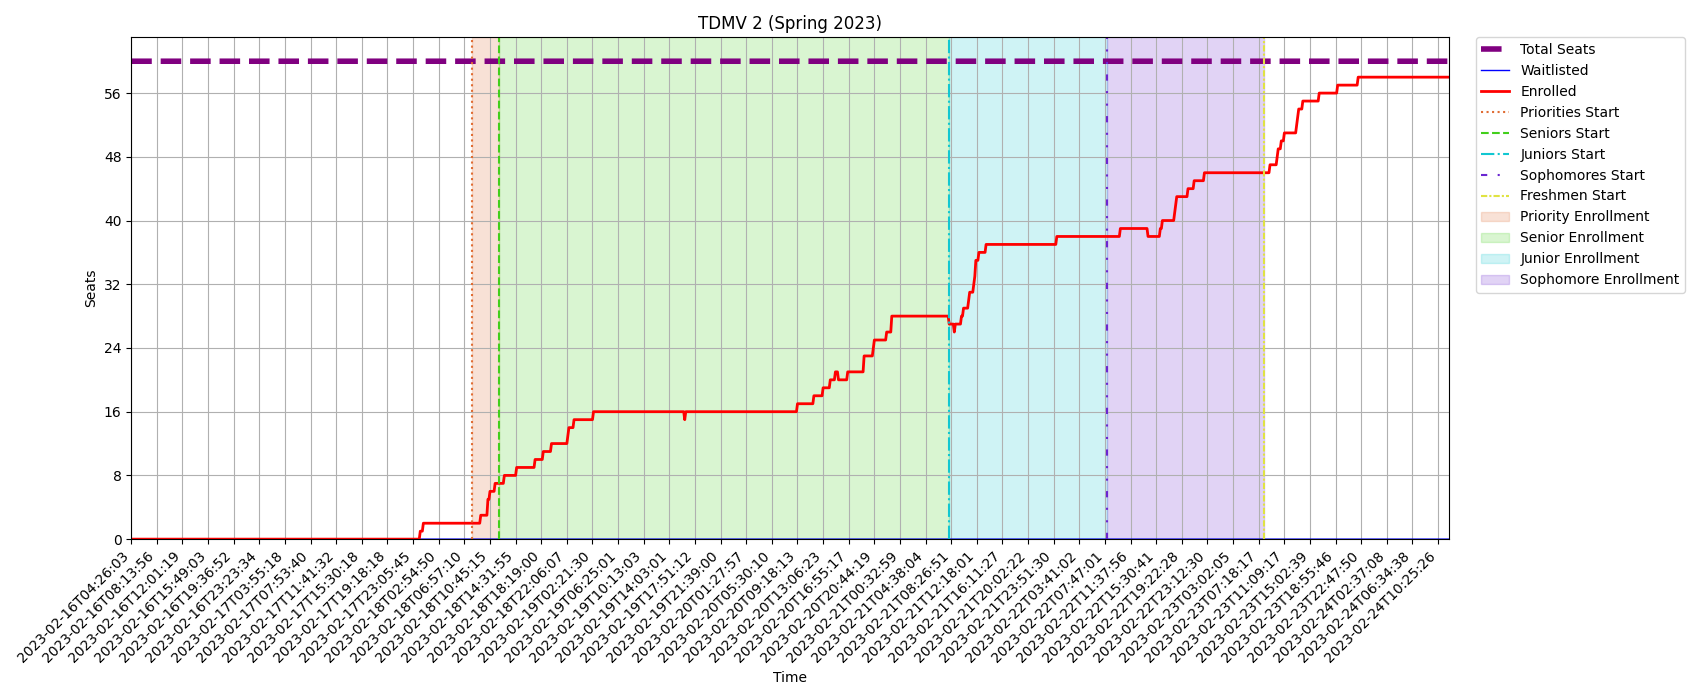 TDMV 2 (Spring 2023)
Seats
56
48
40
32
24
16
8
0
2023-02-16T04:26:03
2023-02-16T08:13:56
2023-02-16T12:01:19
2023-02-16T15:49:03
2023-02-16T19:36:52
2023-02-16T23:23:34
2023-02-17T03:55:18
2023-02-17T07:53:40
2023-02-17T11:41:32
2023-02-17T15:30:18
2023-02-17T19:18:18
2023-02-17T23:05:45
2023-02-18T02:54:50
2023-02-18T06:57:10
2023-02-18T10:45:15
2023-02-18T14:31:55
2023-02-18T18:19:00
2023-02-18T22:06:07
2023-02-19T02:21:30
2023-02-19T06:25:01
2023-02-19T10:13:03
2023-02-19T14:03:01
2023-02-19T17:51:12
2023-02-19T21:39:00
2023-02-20T01:27:57
2023-02-20T05:30:10
2023-02-20T09:18:13
2023-02-20T13:06:23
2023-02-20T16:55:17
2023-02-20T20:44:19
2023-02-21T00:32:59
2023-02-21T04:38:04
2023-02-21T08:26:51
2023-02-21T12:18:01
2023-02-21T16:11:27
2023-02-21T20:02:22
2023-02-21T23:51:30
2023-02-22T03:41:02
2023-02-22T07:47:01
2023-02-22T11:37:56
2023-02-22T15:30:41
2023-02-22T19:22:28
2023-02-22T23:12:30
2023-02-23T03:02:05
2023-02-23T07:18:17
2023-02-23T11:09:17
2023-02-23T15:02:39
2023-02-23T18:55:46
2023-02-23T22:47:50
2023-02-24T02:37:08
2023-02-24T06:34:38
2023-02-24T10:25:26
Time
Total Seats
Waitlisted
Enrolled
Priorities Start
Seniors Start
Juniors Start
Sophomores Start
Freshmen Start
Priority Enrollment
Senior Enrollment
Junior Enrollment
Sophomore Enrollment